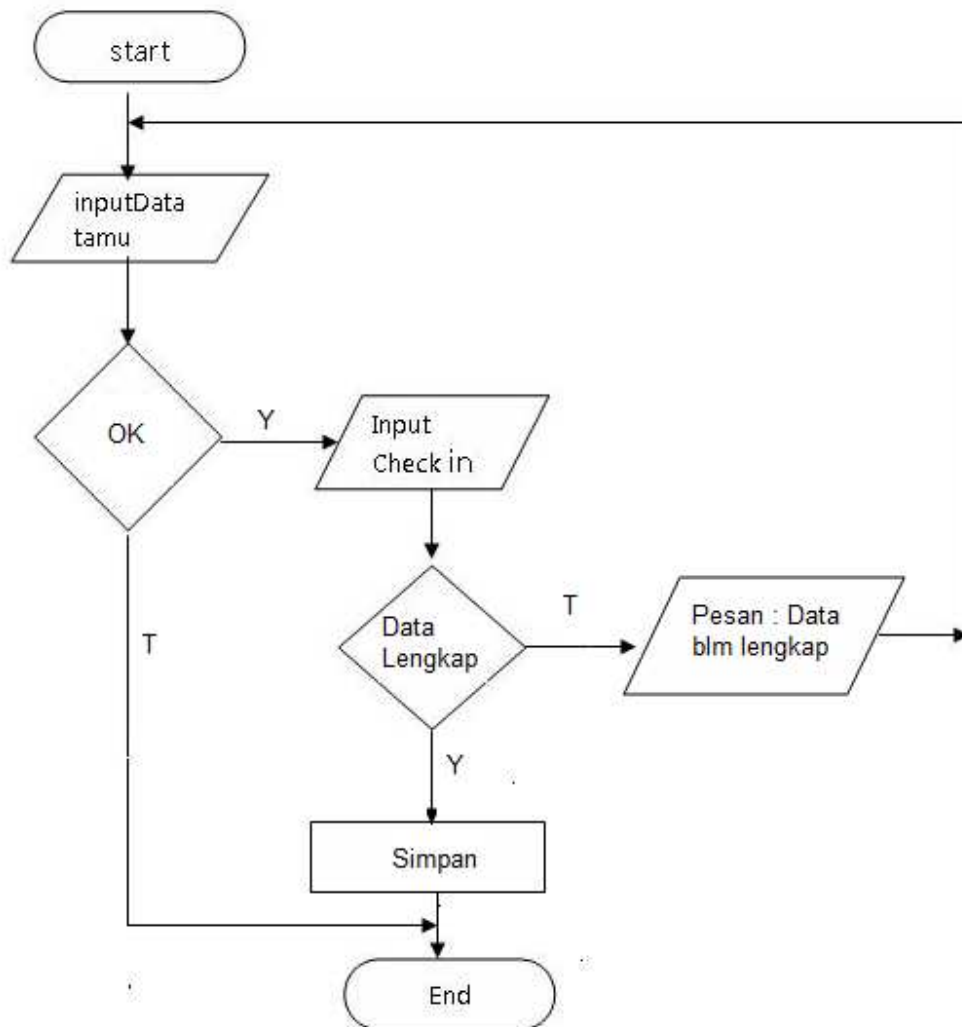 start
inputData
tamu
OK
Y
Input
Check in
T
Data
Lengkap
T
Pesan : Data
blm lengkap
Y
Simpan
End